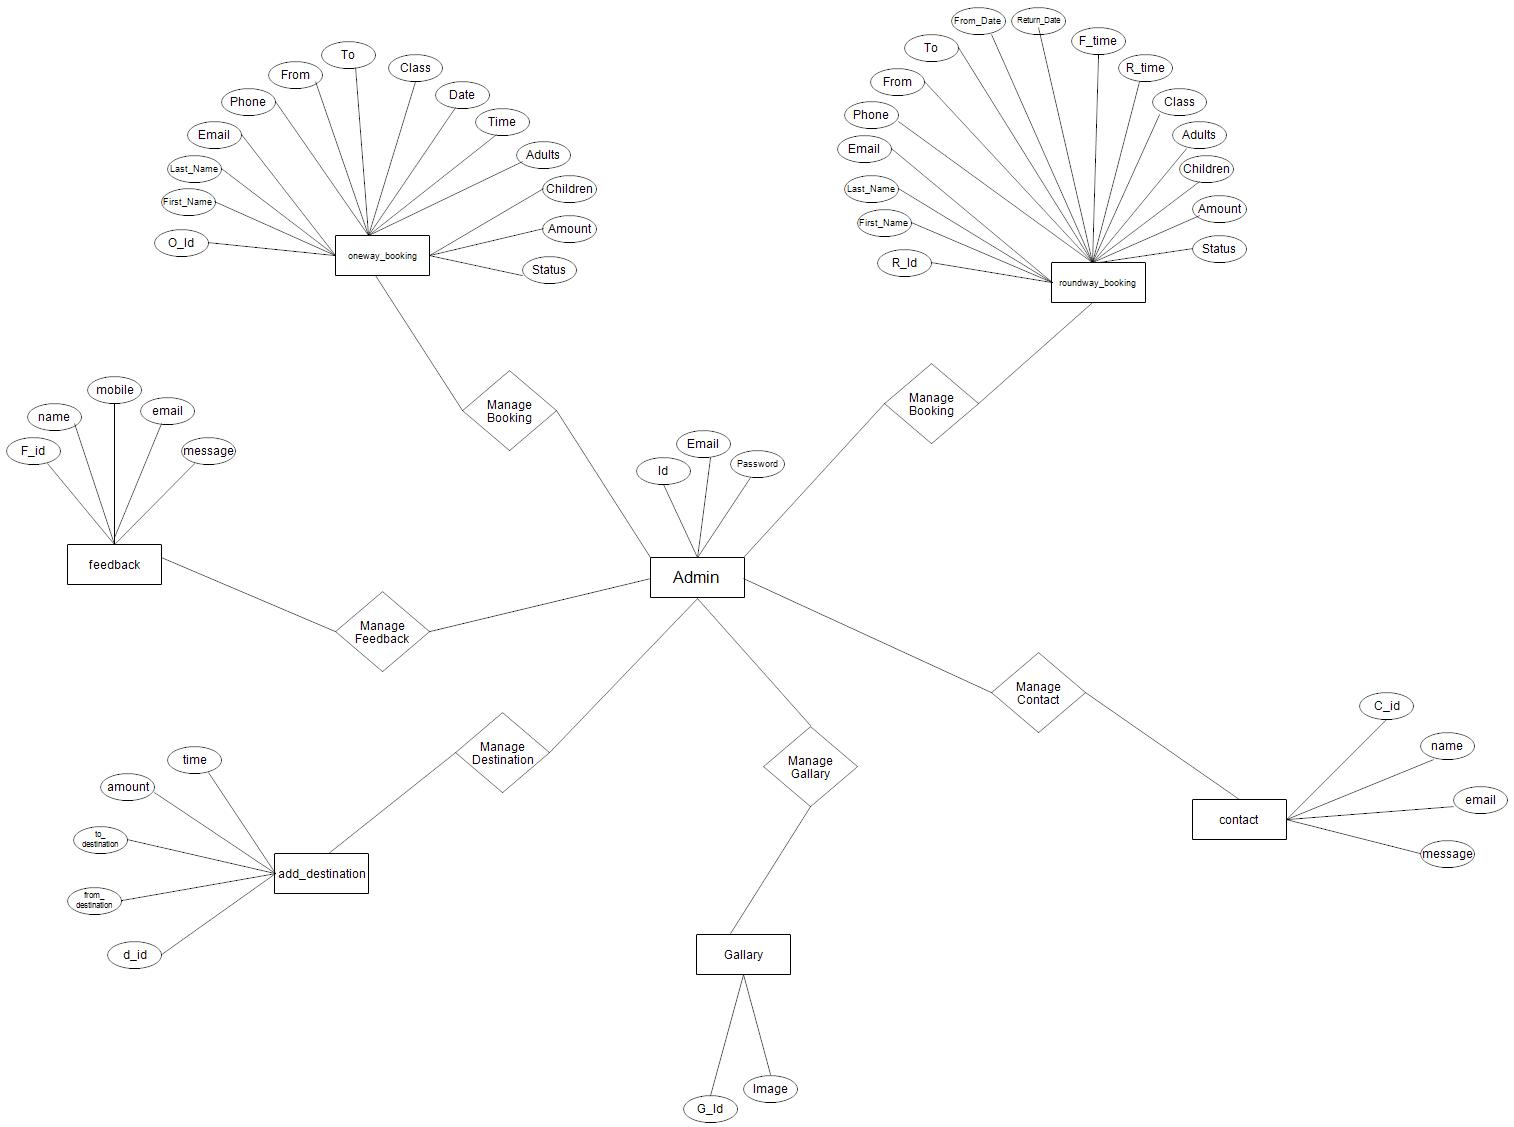 To
Class
From
Date
Phone
Time
Email
Adults
Last_Name
Children
First_Name
Amount
O_Id
Status
oneway_booking
From_Date
Return_Date
F_time
To
R_time
From
Class
Phone
Adults
Email
Children
Last_Name
Amount
First_Name
Status
R_Id
roundway_booking
Manage
Booking
Manage
Booking
mobile
name
email
F_id
message
feedback
Email
Id
Password
Admin
Manage
Feedback
Manage
Contact
Manage
Destination
Manage
Gallary
C_id
name
email
message
contact
time
amount
to_
destination
from_
destination
d_id
add_destination
Gallary
G_Id
Image